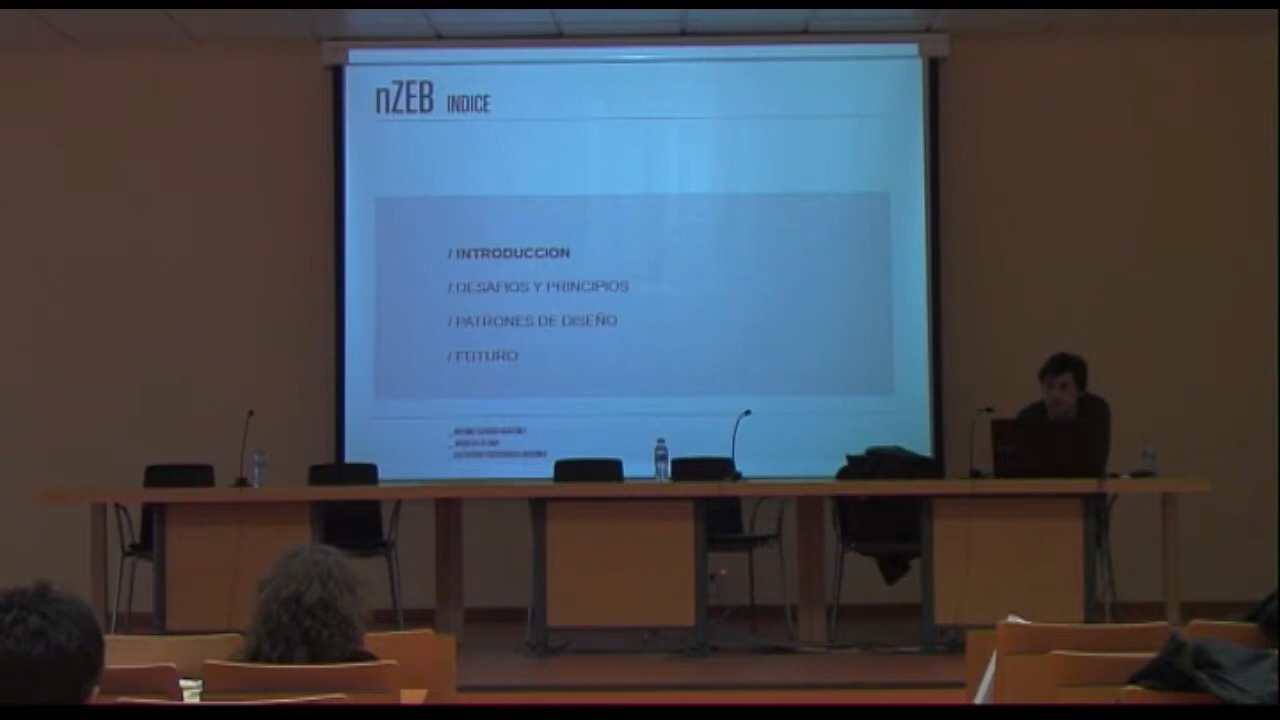 nZEB INDICE
/ INTRODUCCION
/ DESAFIOS Y PRINCIPIOS
/ PATRONES DE DISEÑO
/ FUTURO